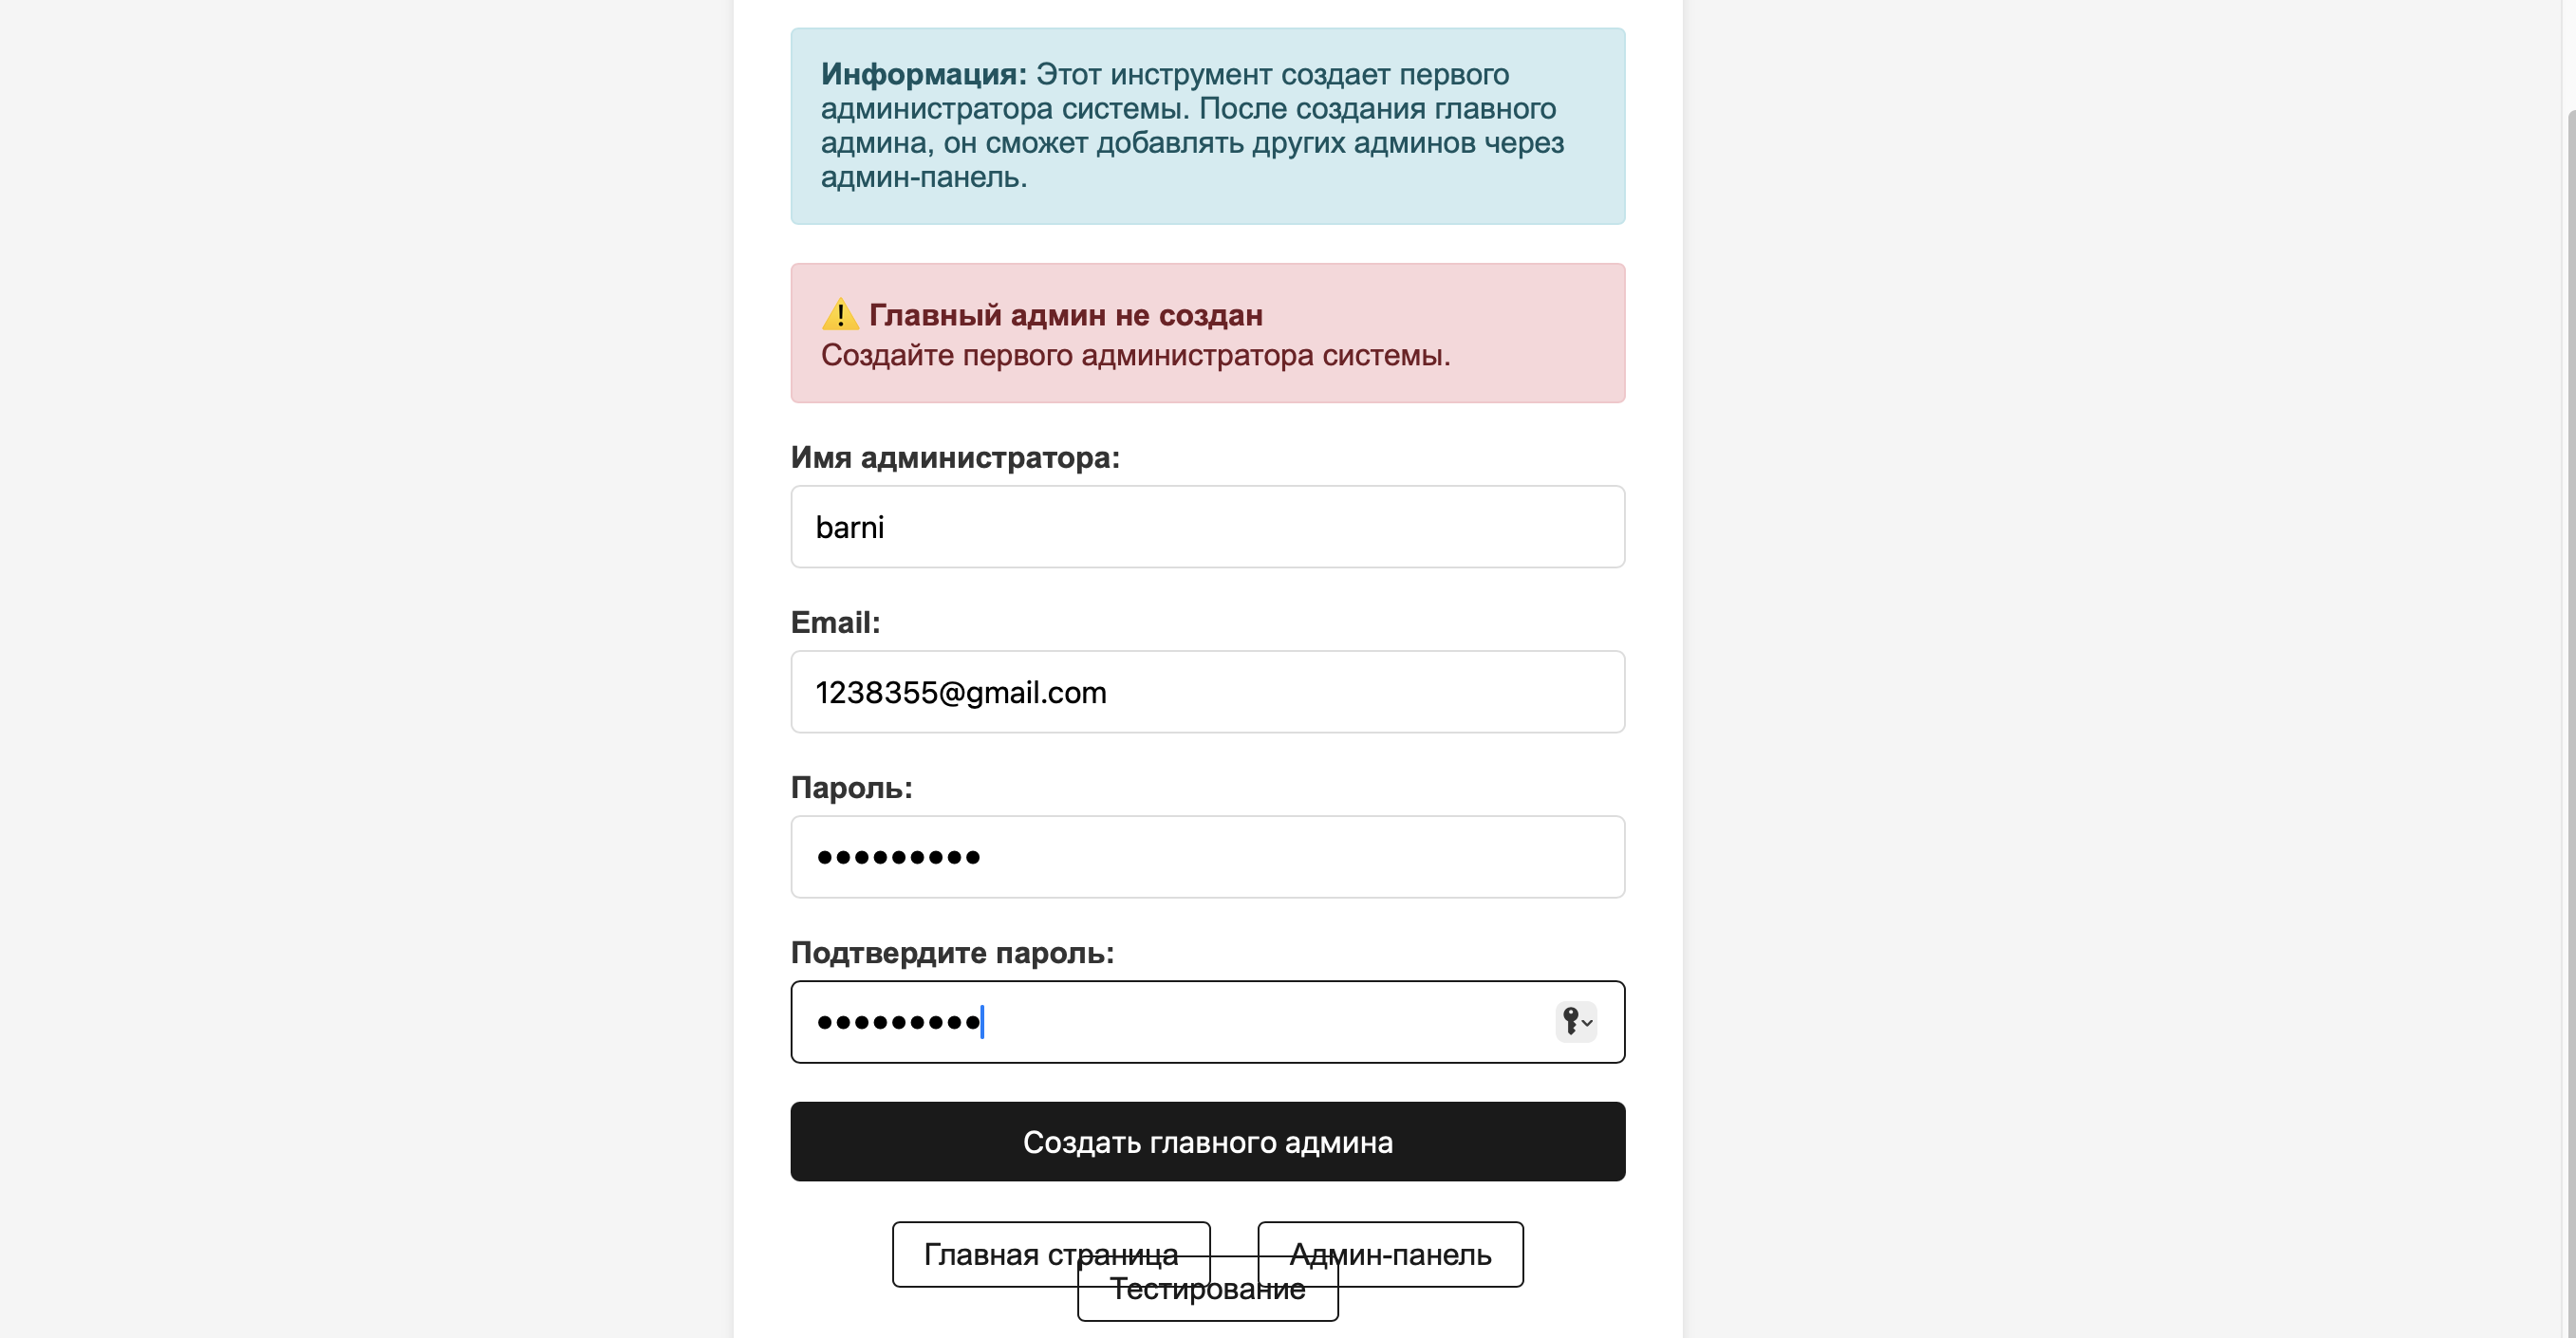 Информация: Этот инструмент создает первого
администратора системы. После создания главного
админа, он сможет добавлять других админов через
админ-панель.
⚠️ Главный админ не создан
Создайте первого администратора системы.
Имя администратора:
barni
Email:
1238355@gmail.com
Пароль:
•••••••••
Подтвердите пароль:
•••••••••
Создать главного админа
Главная страница
Админ-панель
Тестирование